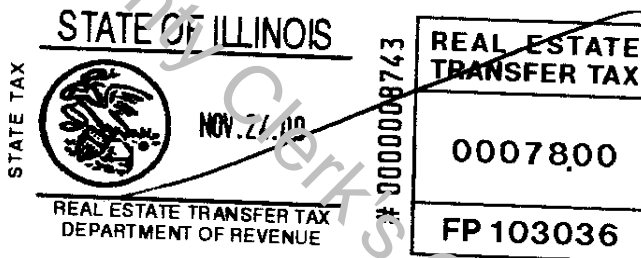 STATE OF ILLINOIS
STATE TAX
REAL ESTATE TRANSFER TAX
DEPARTMENT OF REVENUE
# 0000008743
REAL ESTATE
TRANSFER TAX
0007800
FP 103036
Clerk's